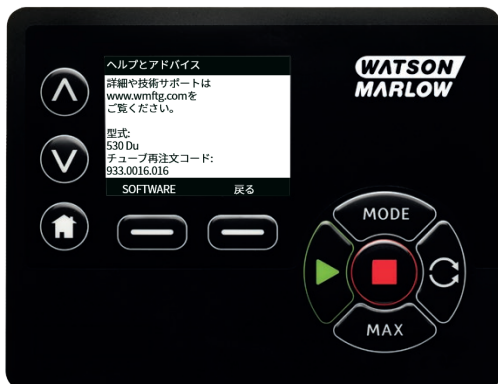 ヘルプとアドバイス
詳細や技術サポートは
www.wmftg.comを
ご覧ください。
型式:
530 Du
チューブ再注文コード:
933.0016.016
SOFTWARE
戻る
WATSON
MARLOW
MODE
MAX